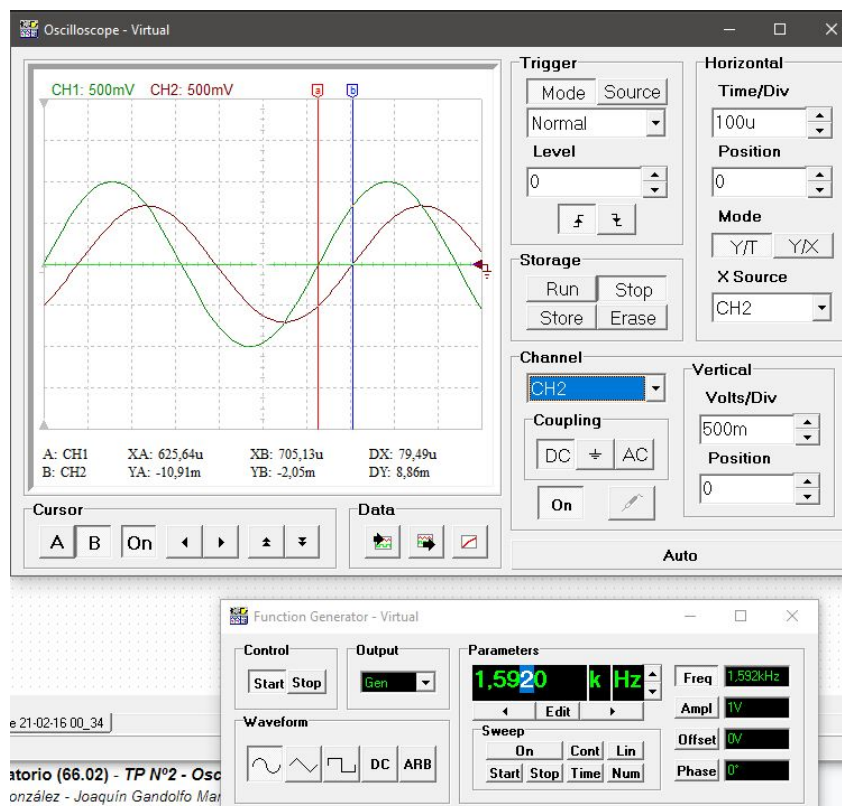 Oscilloscope - Virtual
CH1: 500mV CH2: 500mV
a b
A: CH1 XA: 625,64u XB: 705,13u DX: 79,49u
B: CH2 YA: -10,91m YB: -2,05m DY: 8,86m
Cursor
A B On
Data
Trigger
Mode Source
Normal
Level
0
Storage
Run Stop
Store Erase
Channel
CH2
Coupling
DC AC
On
Horizontal
Time/Div
100u
Position
0
Mode
Y/T Y/X
X Source
CH2
Vertical
Volts/Div
500m
Position
0
Auto
Function Generator - Virtual
Control
Start Stop
Output
Gen
Waveform
DC ARB
Parameters
1,5920 k Hz
Edit
Sweep
On Cont Lin
Start Stop Time Num
Freq 1,592kHz
Ampl 1V
Offset 0V
Phase 0°
e 21-02-16 00_34
atorio (66.02) - TP Nº2 - Osc
onzález - Joaquín Gandolfo Mar